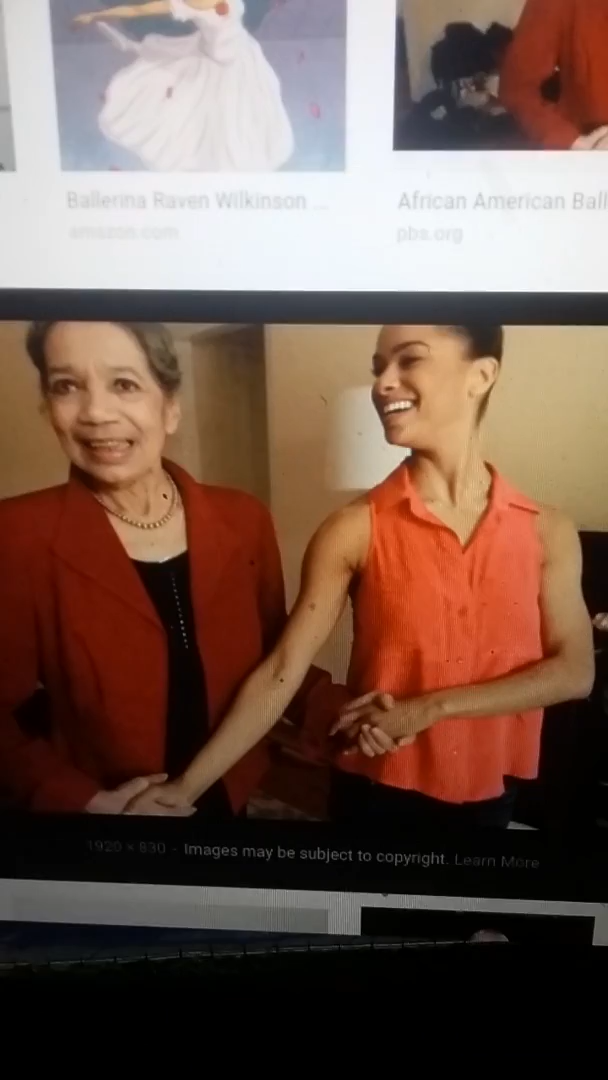 Ballerina Raven Wilkinson ...
amazon.com
African American Ball
pbs.org
1920 × 830 - Images may be subject to copyright. Learn More